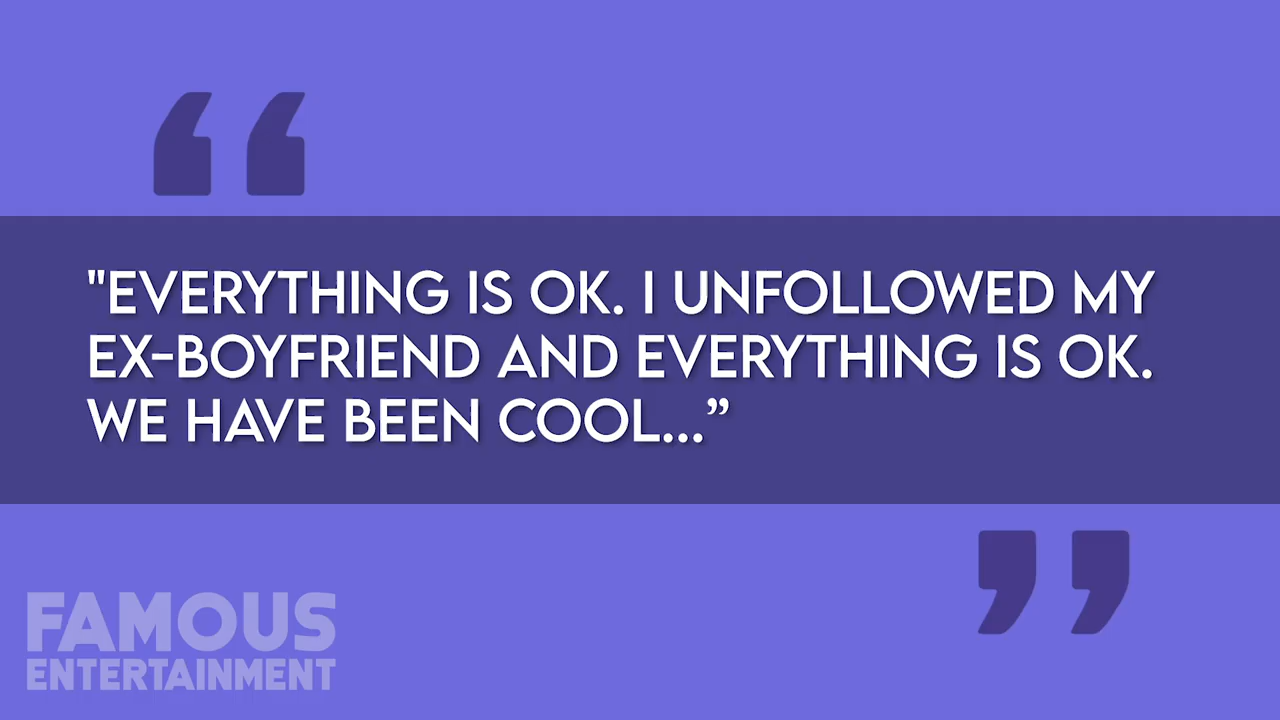 "EVERYTHING IS OK. I UNFOLLOWED MY
EX-BOYFRIEND AND EVERYTHING IS OK.
WE HAVE BEEN COOL...”
FAMOUS
ENTERTAINMENT